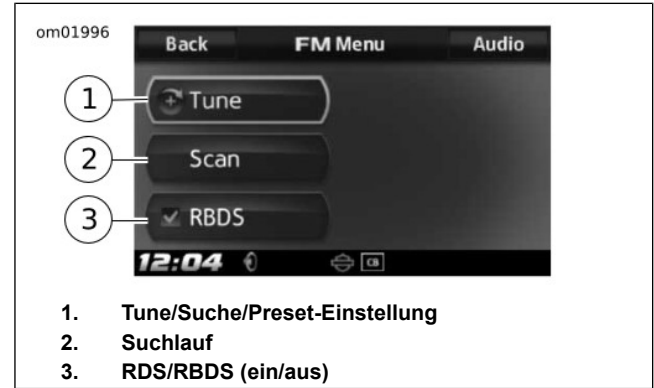 om01996
Back FM Menu Audio
1 Tune
2 Scan
3 RBDS
12:04 CB
1. Tune/Suche/Preset-Einstellung
2. Suchlauf
3. RDS/RBDS (ein/aus)